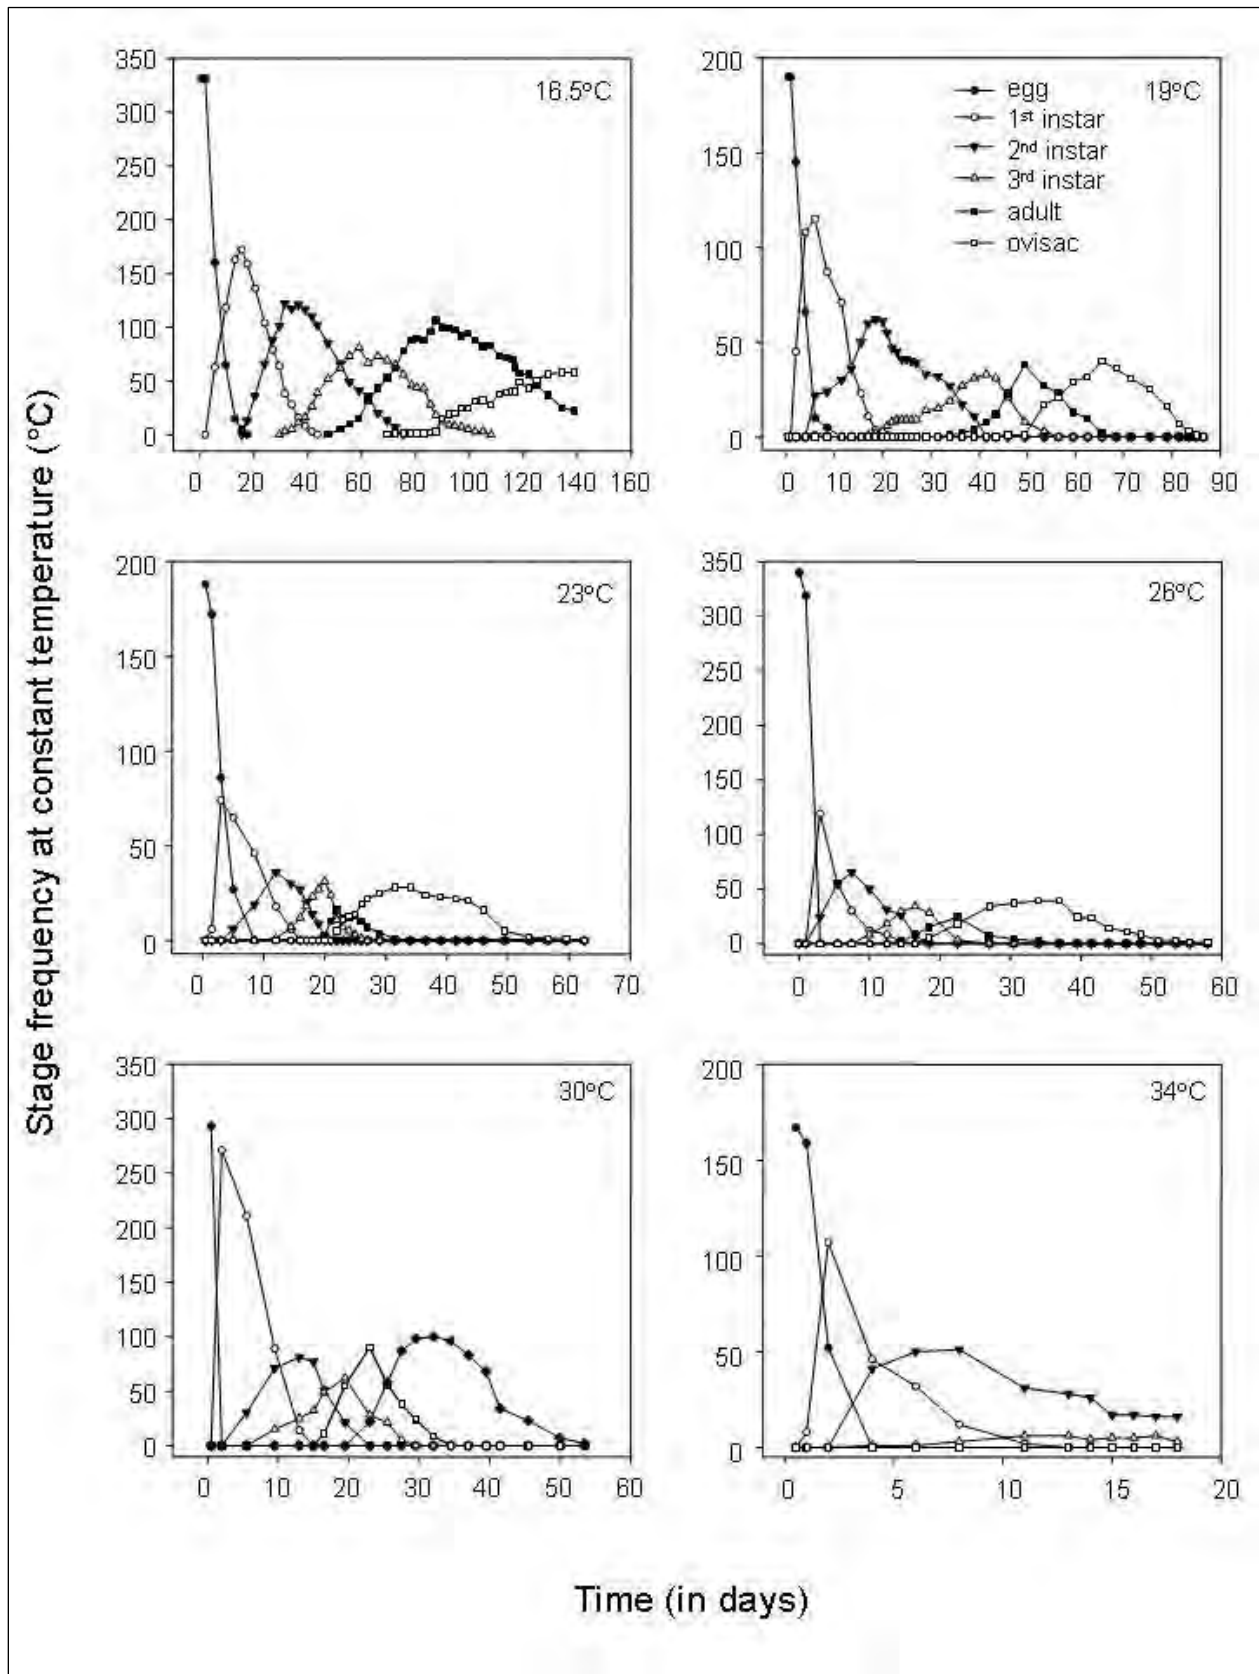 Stage frequency at constant temperature (°C)
350
300
250
200
150
100
50
0
16.5°C
0 20 40 60 80 100 120 140 160
200
150
100
50
0
19°C
egg
1st instar
2nd instar
3rd instar
adult
ovisac
0 10 20 30 40 50 60 70 80 90
200
150
100
50
0
23°C
0 10 20 30 40 50 60 70
350
300
250
200
150
100
50
0
26°C
0 10 20 30 40 50 60
350
300
250
200
150
100
50
0
30°C
0 10 20 30 40 50 60
200
150
100
50
0
34°C
0 5 10 15 20
Time (in days)